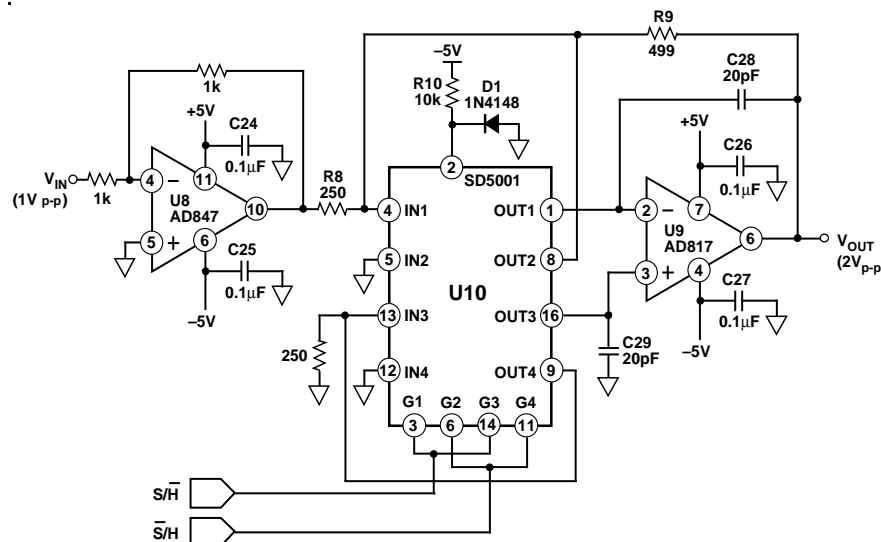 R9
499
C28
20pF
–5V
R10
10k
D1
1N4148
1k
+5V
C24
0.1μF
VIN
(1V p-p)
1k
4
–
11
U8
AD847
10
5
+
6
C25
0.1μF
–5V
R8
250
2
SD5001
4
IN1
OUT1
1
5
IN2
OUT2
8
U10
13
IN3
OUT3
16
12
IN4
OUT4
9
250
G1
G2
G3
G4
3
6
14
11
+5V
C26
0.1μF
2
–
7
U9
AD817
6
3
+
4
VOUT
(2Vp-p
C27
0.1μF
–5V
C29
20pF
S/H̅
S̅/H